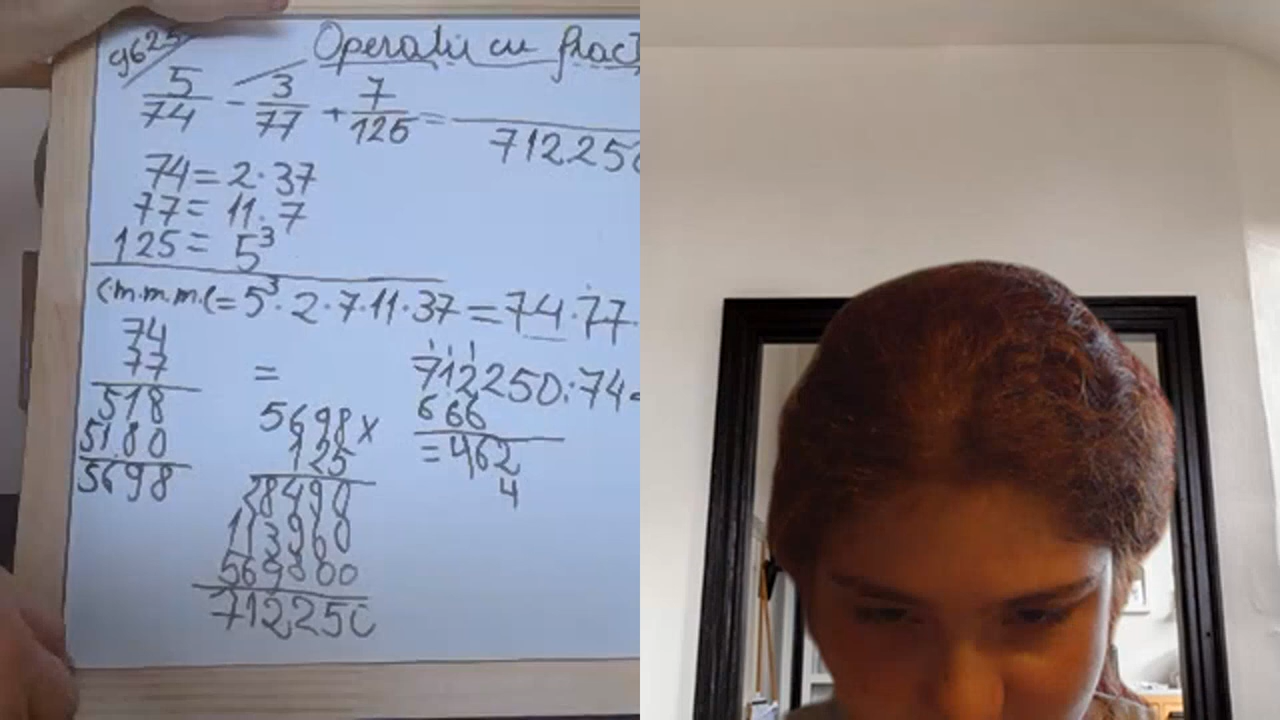 9625
Operatii cu fract
5/74 - 3/77 + 7/125 = /712250
74 = 2·37
77 = 11·7
125 = 5³
c.m.m.m.c = 5³·2·7·11·37 = 74·77·
74
77
518
5180
5698
=
5698 x
125
28490
113960
569800
712250
712250:74=
666
=462
4